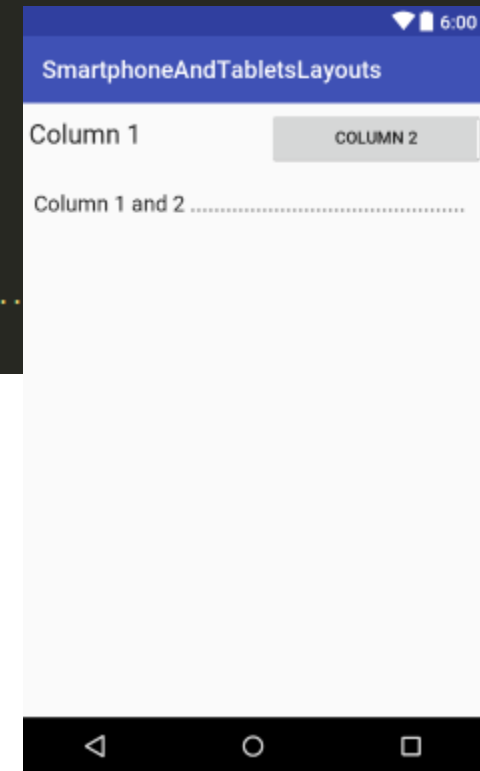 6:00
SmartphoneAndTabletsLayouts
Column 1 COLUMN 2
Column 1 and 2 ..............................................
..